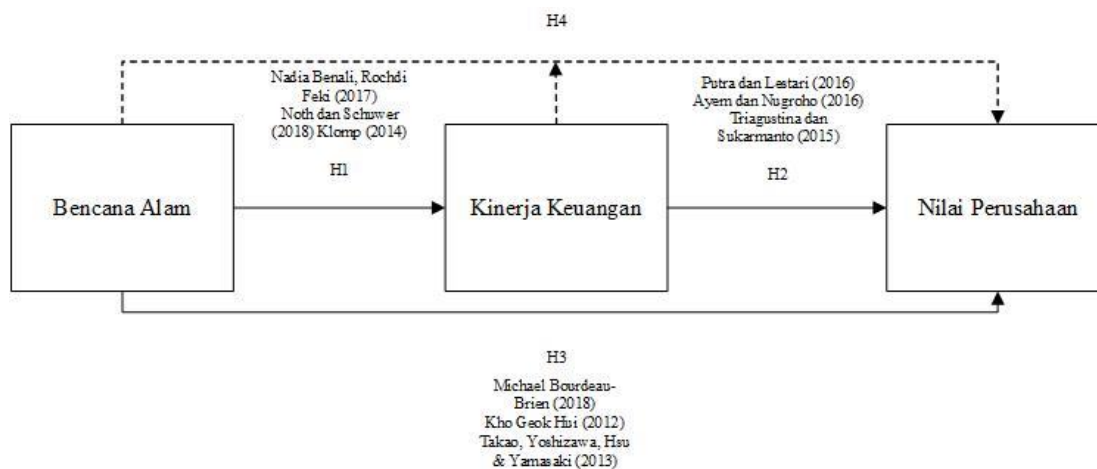 H4
Nadia Benali, Rochdi
Feki (2017)
Noth dan Schuwer
(2018) Klomp (2014)
H1
Putra dan Lestari (2016)
Ayem dan Nugroho (2016)
Triagustina dan
Sukarmanto (2015)
H2
Bencana Alam
Kinerja Keuangan
Nilai Perusahaan
H3
Michael Bourdeau-
Brien (2018)
Kho Geok Hui (2012)
Takao, Yoshizawa, Hsu
& Yamasaki (2013)